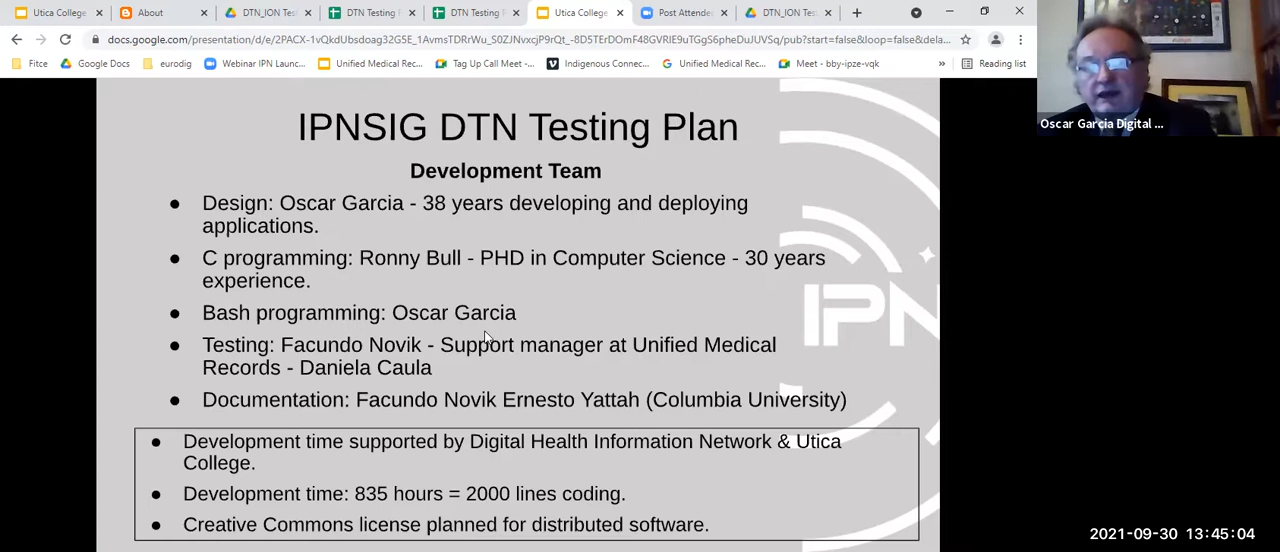 Utica College
About
DTN_ION Tes
DTN Testing F
DTN Testing F
Utica College
Post Attende
DTN_ION Tes
docs.google.com/presentation/d/e/2PACX-1vQkdUbsdoag32G5E_1AvmsTDRrWu_S0ZJNvxcjP9rQt_-8D5TErDOmF48GVRIE9uTGgS6pheDuJUVSq/pub?start=false&loop=false&dela...
Fitce
Google Docs
eurodig
Webinar IPN Launc...
Unified Medical Rec...
Tag Up Call Meet -...
Indigenous Connec...
Unified Medical Rec...
Meet - bby-ipze-vqk
»
Reading list
Oscar Garcia Digital ...
IPNSIG DTN Testing Plan
Development Team
● Design: Oscar Garcia - 38 years developing and deploying
applications.
● C programming: Ronny Bull - PHD in Computer Science - 30 years
experience.
● Bash programming: Oscar Garcia
● Testing: Facundo Novik - Support manager at Unified Medical
Records - Daniela Caula
● Documentation: Facundo Novik Ernesto Yattah (Columbia University)
● Development time supported by Digital Health Information Network & Utica
College.
● Development time: 835 hours = 2000 lines coding.
● Creative Commons license planned for distributed software.
IPN
2021-09-30 13:45:04